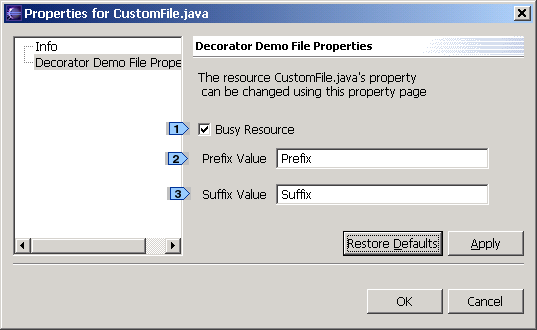 Properties for CustomFile.java
Info
Decorator Demo File Prope
Decorator Demo File Properties
The resource CustomFile.java's property
can be changed using this property page
1 Busy Resource
2 Prefix Value Prefix
3 Suffix Value Suffix
Restore Defaults Apply
OK Cancel